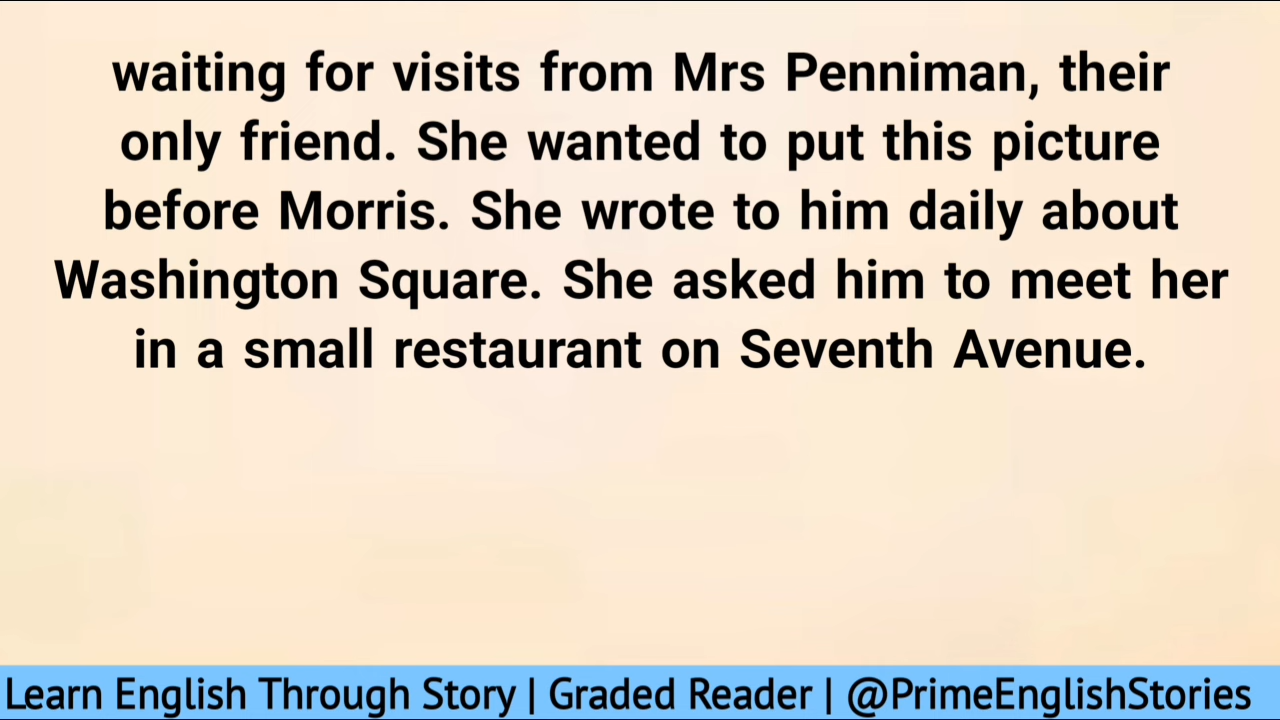 waiting for visits from Mrs Penniman, their
only friend. She wanted to put this picture
before Morris. She wrote to him daily about
Washington Square. She asked him to meet her
in a small restaurant on Seventh Avenue.
Learn English Through Story | Graded Reader | @PrimeEnglishStories